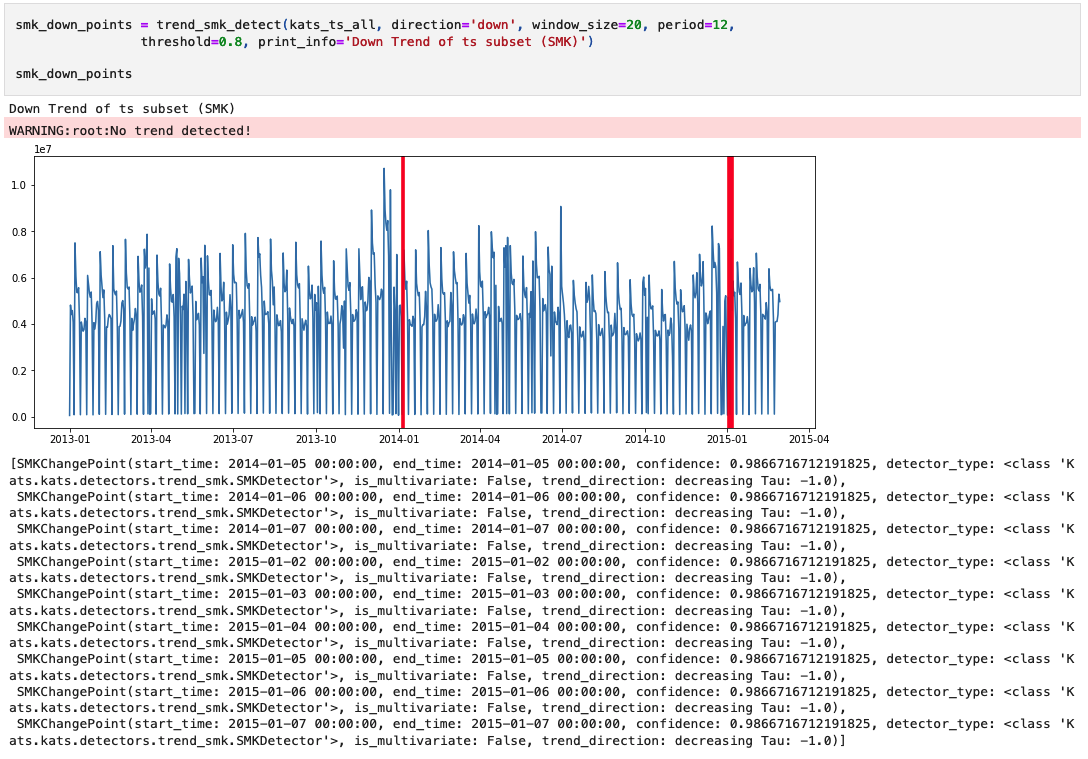 smk_down_points = trend_smk_detect(kats_ts_all, direction='down', window_size=20, period=12,
threshold=0.8, print_info='Down Trend of ts subset (SMK)')
smk_down_points
Down Trend of ts subset (SMK)
WARNING:root:No trend detected!
1e7
1.0
0.8
0.6
0.4
0.2
0.0
2013-01 2013-04 2013-07 2013-10 2014-01 2014-04 2014-07 2014-10 2015-01 2015-04
[SMKChangePoint(start_time: 2014-01-05 00:00:00, end_time: 2014-01-05 00:00:00, confidence: 0.9866716712191825, detector_type: <class 'K
ats.kats.detectors.trend_smk.SMKDetector'>, is_multivariate: False, trend_direction: decreasing Tau: -1.0),
SMKChangePoint(start_time: 2014-01-06 00:00:00, end_time: 2014-01-06 00:00:00, confidence: 0.9866716712191825, detector_type: <class 'K
ats.kats.detectors.trend_smk.SMKDetector'>, is_multivariate: False, trend_direction: decreasing Tau: -1.0),
SMKChangePoint(start_time: 2014-01-07 00:00:00, end_time: 2014-01-07 00:00:00, confidence: 0.9866716712191825, detector_type: <class 'K
ats.kats.detectors.trend_smk.SMKDetector'>, is_multivariate: False, trend_direction: decreasing Tau: -1.0),
SMKChangePoint(start_time: 2015-01-02 00:00:00, end_time: 2015-01-02 00:00:00, confidence: 0.9866716712191825, detector_type: <class 'K
ats.kats.detectors.trend_smk.SMKDetector'>, is_multivariate: False, trend_direction: decreasing Tau: -1.0),
SMKChangePoint(start_time: 2015-01-03 00:00:00, end_time: 2015-01-03 00:00:00, confidence: 0.9866716712191825, detector_type: <class 'K
ats.kats.detectors.trend_smk.SMKDetector'>, is_multivariate: False, trend_direction: decreasing Tau: -1.0),
SMKChangePoint(start_time: 2015-01-04 00:00:00, end_time: 2015-01-04 00:00:00, confidence: 0.9866716712191825, detector_type: <class 'K
ats.kats.detectors.trend_smk.SMKDetector'>, is_multivariate: False, trend_direction: decreasing Tau: -1.0),
SMKChangePoint(start_time: 2015-01-05 00:00:00, end_time: 2015-01-05 00:00:00, confidence: 0.9866716712191825, detector_type: <class 'K
ats.kats.detectors.trend_smk.SMKDetector'>, is_multivariate: False, trend_direction: decreasing Tau: -1.0),
SMKChangePoint(start_time: 2015-01-06 00:00:00, end_time: 2015-01-06 00:00:00, confidence: 0.9866716712191825, detector_type: <class 'K
ats.kats.detectors.trend_smk.SMKDetector'>, is_multivariate: False, trend_direction: decreasing Tau: -1.0),
SMKChangePoint(start_time: 2015-01-07 00:00:00, end_time: 2015-01-07 00:00:00, confidence: 0.9866716712191825, detector_type: <class 'K
ats.kats.detectors.trend_smk.SMKDetector'>, is_multivariate: False, trend_direction: decreasing Tau: -1.0)]